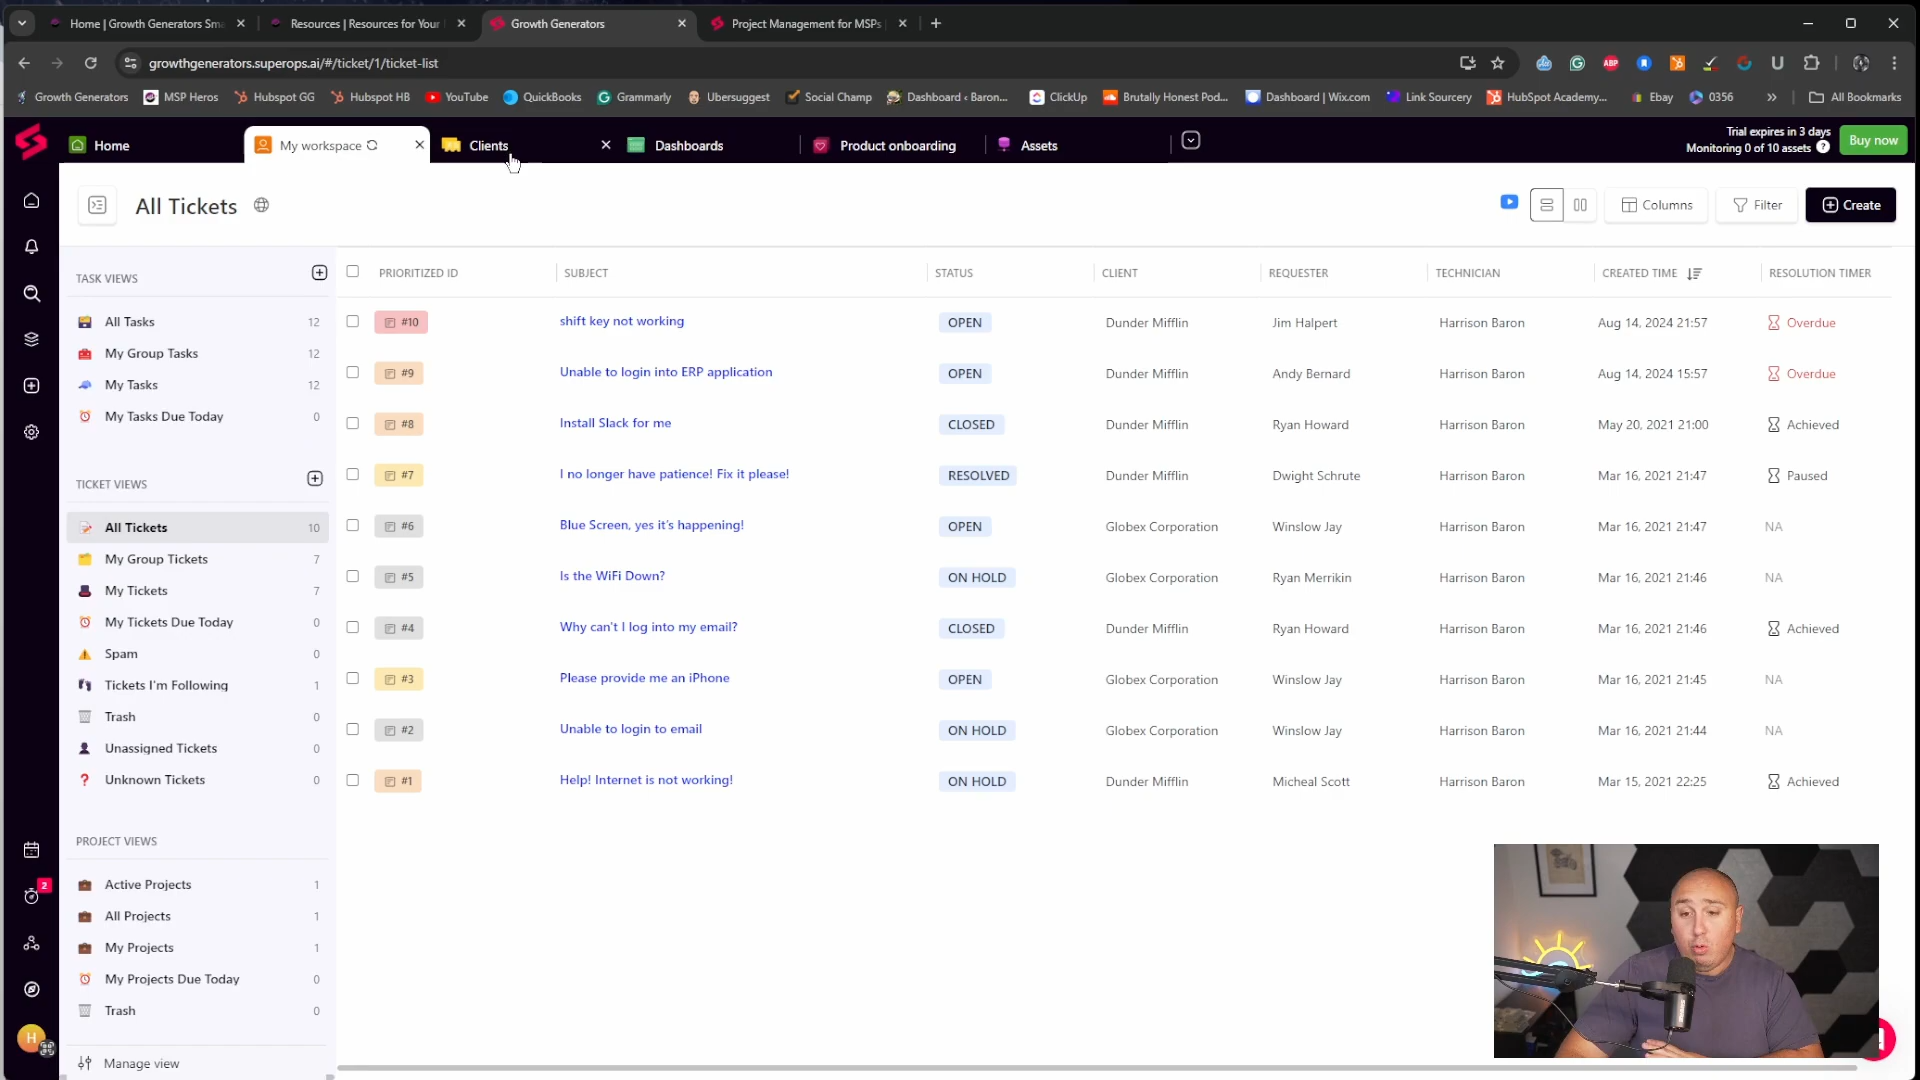 Home | Growth Generators Sma
Resources | Resources for Your
Growth Generators
Project Management for MSPs
growthgenerators.superops.ai/#/ticket/1/ticket-list
ABP
U
Growth Generators
MSP Heros
Hubspot GG
Hubspot HB
YouTube
QuickBooks
Grammarly
Ubersuggest
Social Champ
Dashboard ‹ Baron...
ClickUp
Brutally Honest Pod...
Dashboard | Wix.com
Link Sourcery
HubSpot Academy...
Ebay
0356
»
All Bookmarks
Home
My workspace
Clients
Dashboards
Product onboarding
Assets
Trial expires in 3 days
Monitoring 0 of 10 assets
Buy now
All Tickets
Columns
Filter
Create
TASK VIEWS
All Tasks 12
My Group Tasks 12
My Tasks 12
My Tasks Due Today 0
TICKET VIEWS
All Tickets 10
My Group Tickets 7
My Tickets 7
My Tickets Due Today 0
Spam 0
Tickets I'm Following 1
Trash 0
Unassigned Tickets 0
Unknown Tickets 0
PROJECT VIEWS
Active Projects 1
All Projects 1
My Projects 1
My Projects Due Today 0
Trash 0
Manage view
2
H
PRIORITIZED ID SUBJECT STATUS CLIENT REQUESTER TECHNICIAN CREATED TIME RESOLUTION TIMER
#10 shift key not working OPEN Dunder Mifflin Jim Halpert Harrison Baron Aug 14, 2024 21:57 Overdue
#9 Unable to login into ERP application OPEN Dunder Mifflin Andy Bernard Harrison Baron Aug 14, 2024 15:57 Overdue
#8 Install Slack for me CLOSED Dunder Mifflin Ryan Howard Harrison Baron May 20, 2021 21:00 Achieved
#7 I no longer have patience! Fix it please! RESOLVED Dunder Mifflin Dwight Schrute Harrison Baron Mar 16, 2021 21:47 Paused
#6 Blue Screen, yes it's happening! OPEN Globex Corporation Winslow Jay Harrison Baron Mar 16, 2021 21:47 NA
#5 Is the WiFi Down? ON HOLD Globex Corporation Ryan Merrikin Harrison Baron Mar 16, 2021 21:46 NA
#4 Why can't I log into my email? CLOSED Dunder Mifflin Ryan Howard Harrison Baron Mar 16, 2021 21:46 Achieved
#3 Please provide me an iPhone OPEN Globex Corporation Winslow Jay Harrison Baron Mar 16, 2021 21:45 NA
#2 Unable to login to email ON HOLD Globex Corporation Winslow Jay Harrison Baron Mar 16, 2021 21:44 NA
#1 Help! Internet is not working! ON HOLD Dunder Mifflin Micheal Scott Harrison Baron Mar 15, 2021 22:25 Achieved